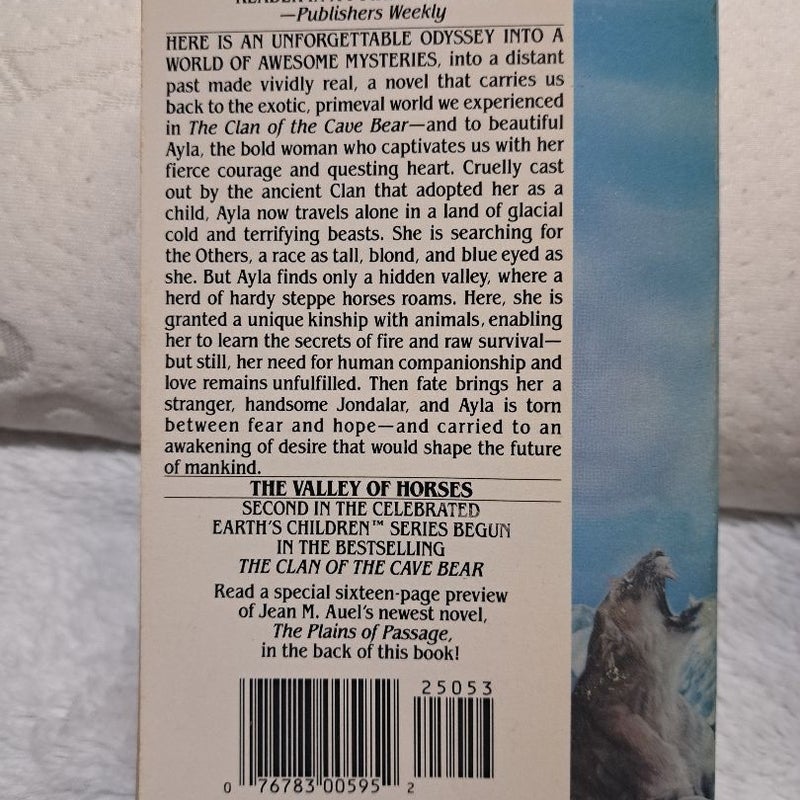 —Publishers Weekly
HERE IS AN UNFORGETTABLE ODYSSEY INTO A
WORLD OF AWESOME MYSTERIES, into a distant
past made vividly real, a novel that carries us
back to the exotic, primeval world we experienced
in The Clan of the Cave Bear—and to beautiful
Ayla, the bold woman who captivates us with her
fierce courage and questing heart. Cruelly cast
out by the ancient Clan that adopted her as a
child, Ayla now travels alone in a land of glacial
cold and terrifying beasts. She is searching for
the Others, a race as tall, blond, and blue eyed as
she. But Ayla finds only a hidden valley, where a
herd of hardy steppe horses roams. Here, she is
granted a unique kinship with animals, enabling
her to learn the secrets of fire and raw survival—
but still, her need for human companionship and
love remains unfulfilled. Then fate brings her a
stranger, handsome Jondalar, and Ayla is torn
between fear and hope—and carried to an
awakening of desire that would shape the future
of mankind.
THE VALLEY OF HORSES
SECOND IN THE CELEBRATED
EARTH'S CHILDREN™ SERIES BEGUN
IN THE BESTSELLING
THE CLAN OF THE CAVE BEAR
Read a special sixteen-page preview
of Jean M. Auel's newest novel,
The Plains of Passage,
in the back of this book!
25053
0 76783 00595 2